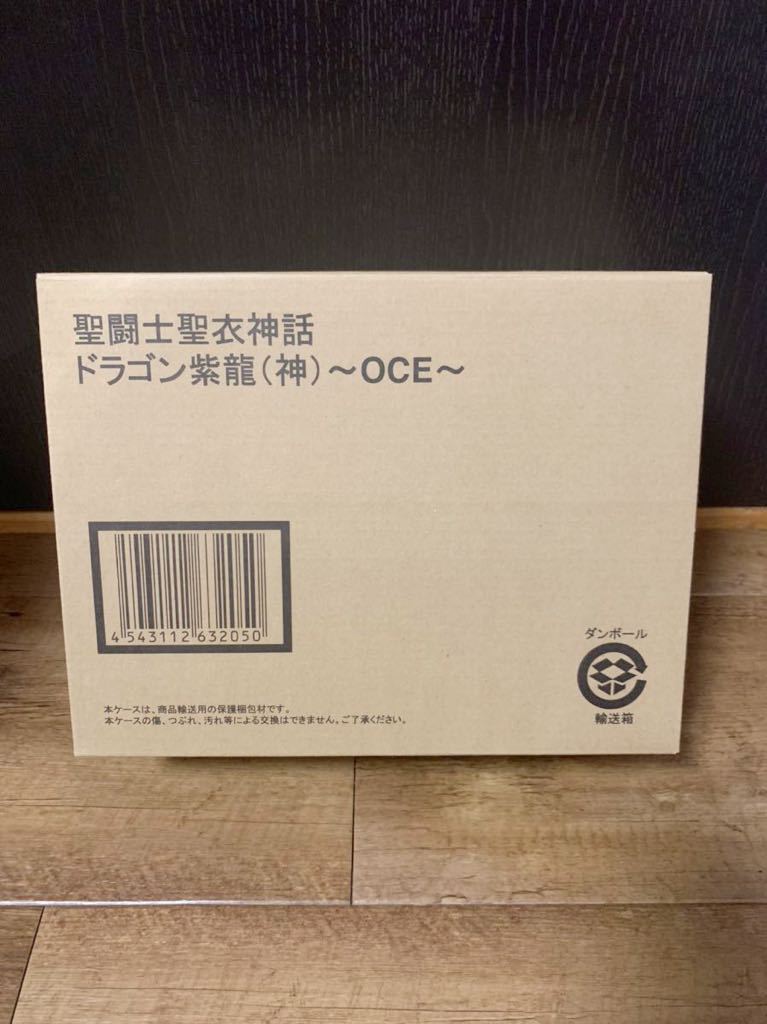 聖闘士聖衣神話
ドラゴン紫龍(神)～OCE～
4 543112 632050
ダンボール
輸送箱
本ケースは、商品輸送用の保護梱包材です。
本ケースの傷、つぶれ、汚れ等による交換はできません。ご了承ください。